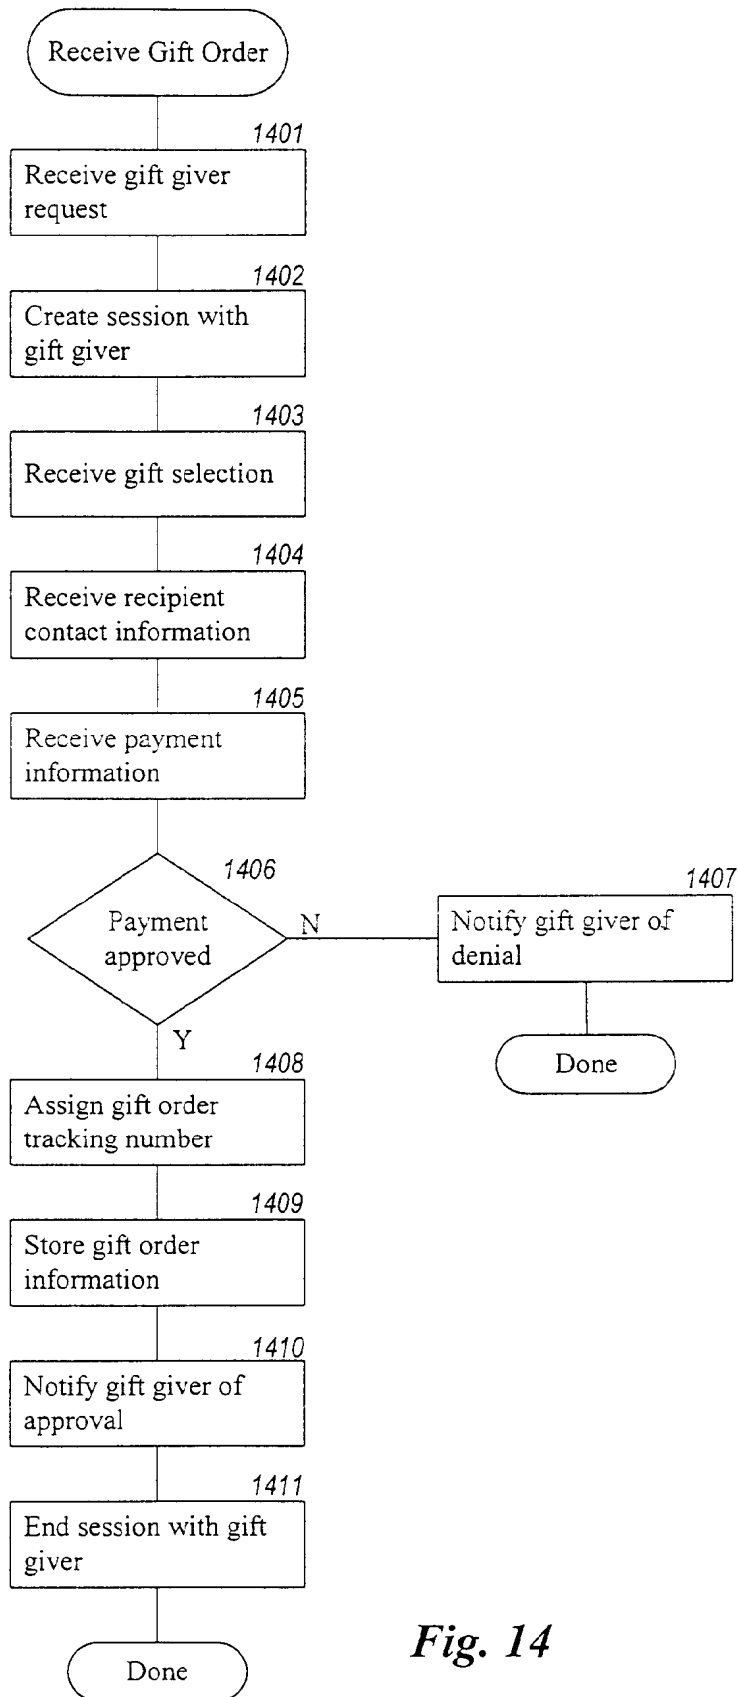 Receive Gift Order
1401
Receive gift giver
request
1402
Create session with
gift giver
1403
Receive gift selection
1404
Receive recipient
contact information
1405
Receive payment
information
1406
Payment
approved
N
1407
Notify gift giver of
denial
Done
Y
1408
Assign gift order
tracking number
1409
Store gift order
information
1410
Notify gift giver of
approval
1411
End session with gift
giver
Done
Fig. 14